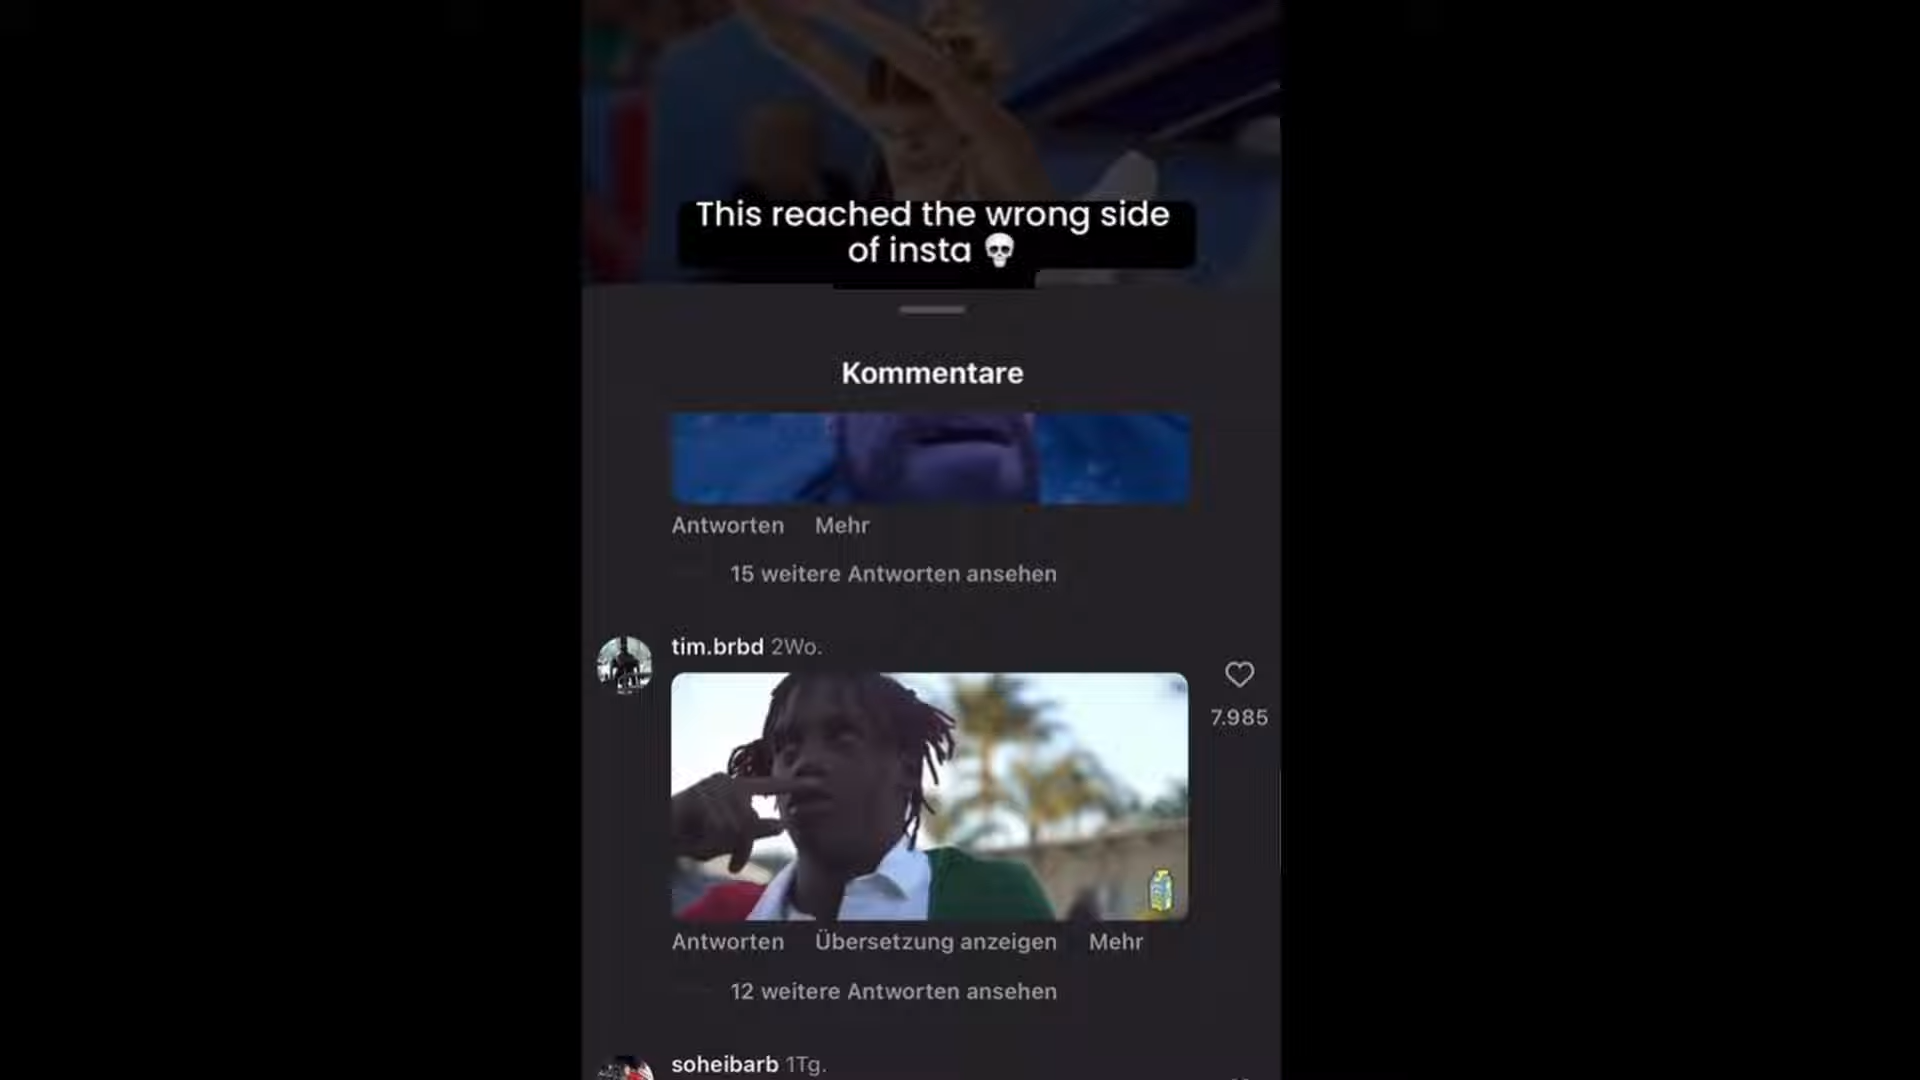 This reached the wrong side
of insta 💀
Kommentare
Antworten Mehr
15 weitere Antworten ansehen
tim.brbd 2Wo.
7.985
Antworten Übersetzung anzeigen Mehr
12 weitere Antworten ansehen
soheibarb 1Tg.